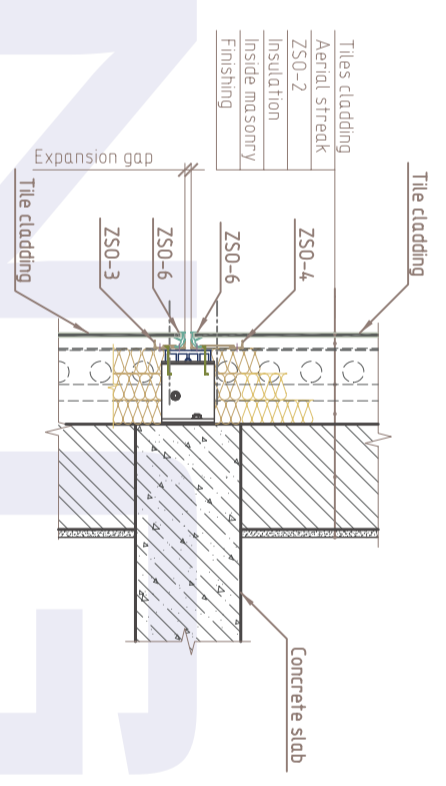 Tiles cladding
Aerial streak
ZSO-2
Insulation
Inside masonry
Finishing
Tile cladding
ZSO-4
ZSO-6
ZSO-6
ZSO-3
Expansion gap
Tile cladding
Concrete slab